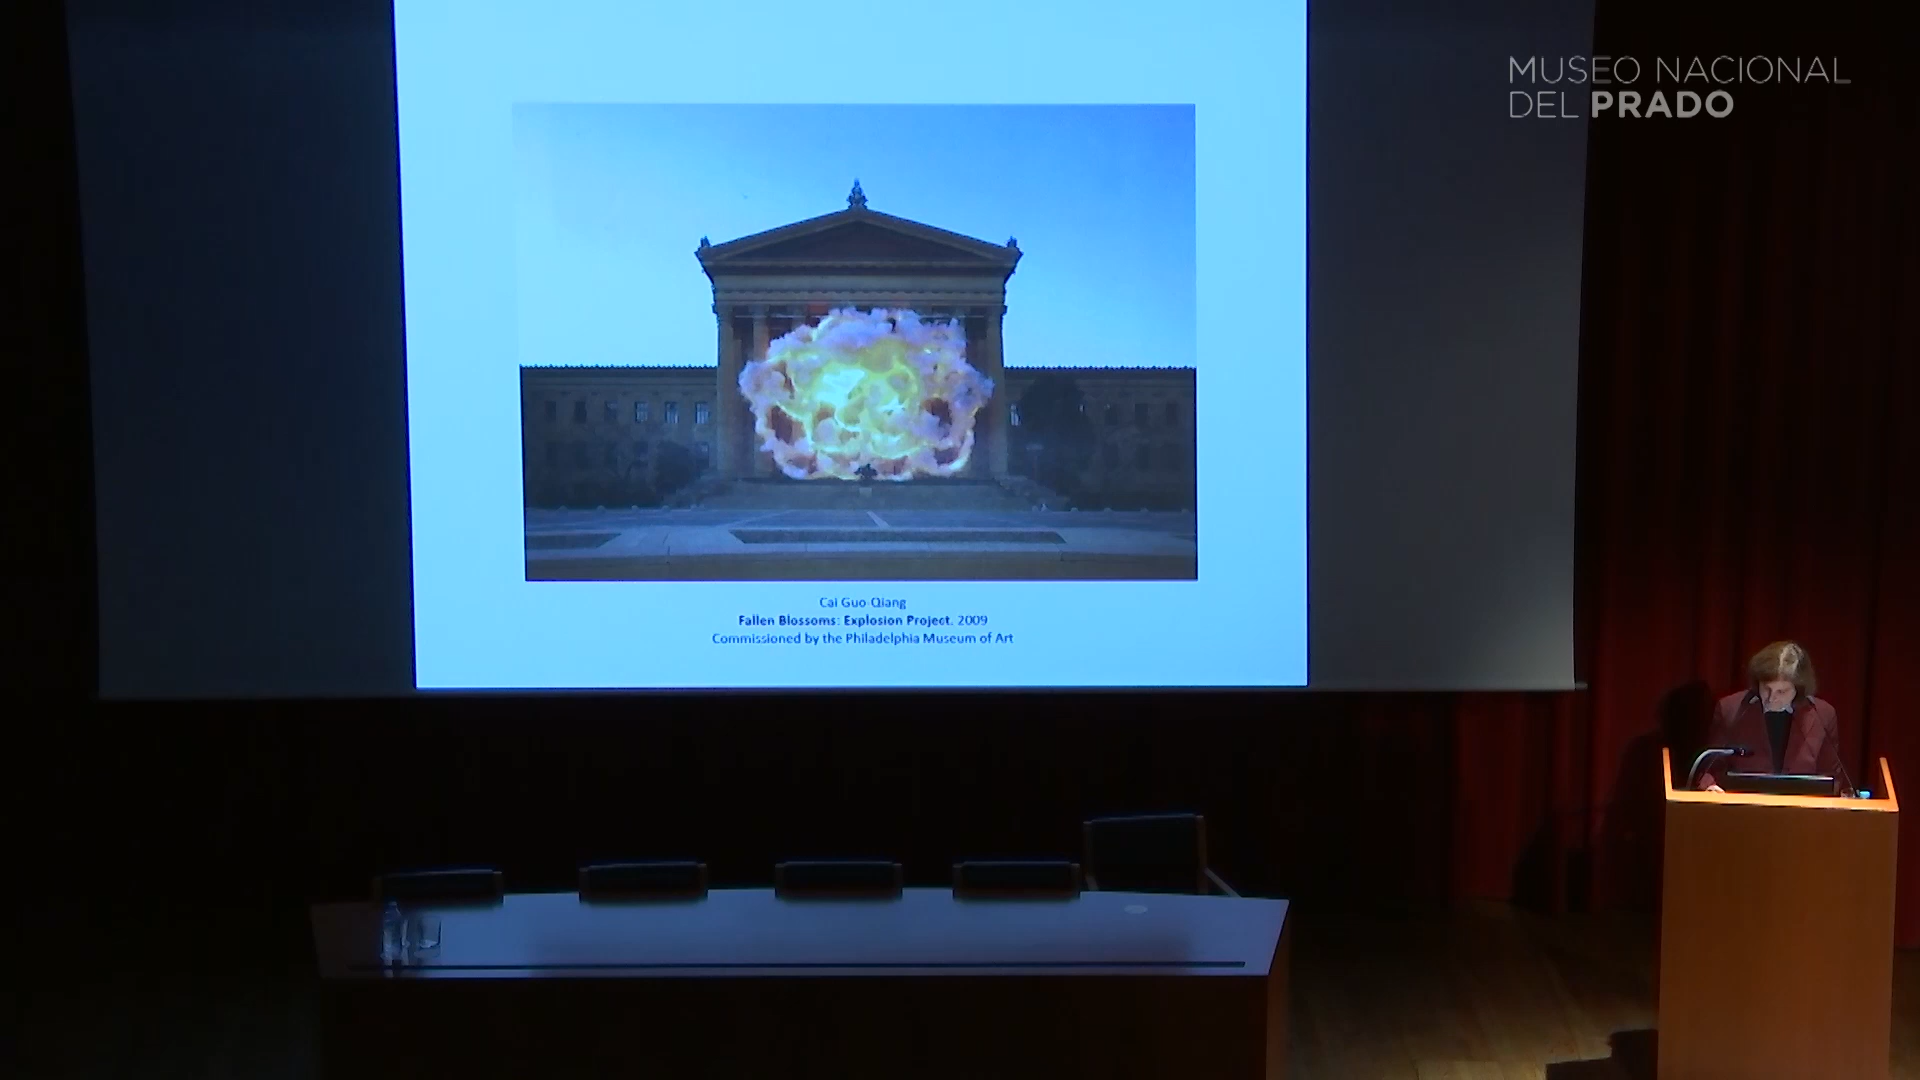 MUSEO NACIONAL
DEL PRADO
Cai Guo-Qiang
Fallen Blossoms: Explosion Project. 2009
Commissioned by the Philadelphia Museum of Art